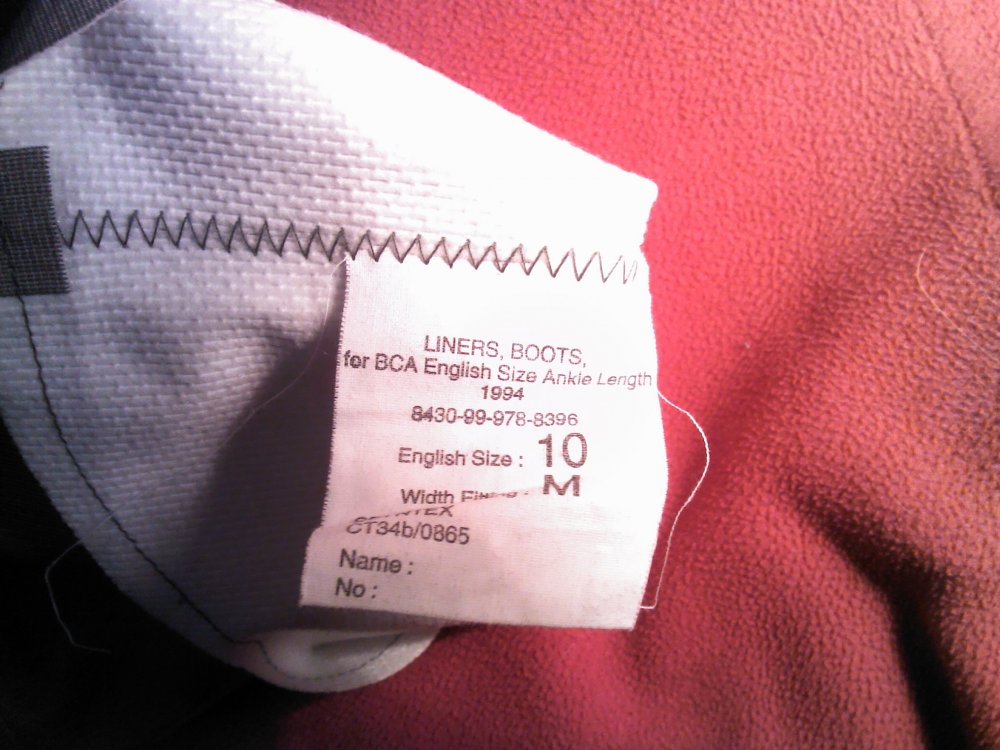 LINERS, BOOTS,
for BCA English Size Ankle Length
1994
8430-99-978-8396
English Size : 10
Width : M
CT34b/0865
Name :
No :